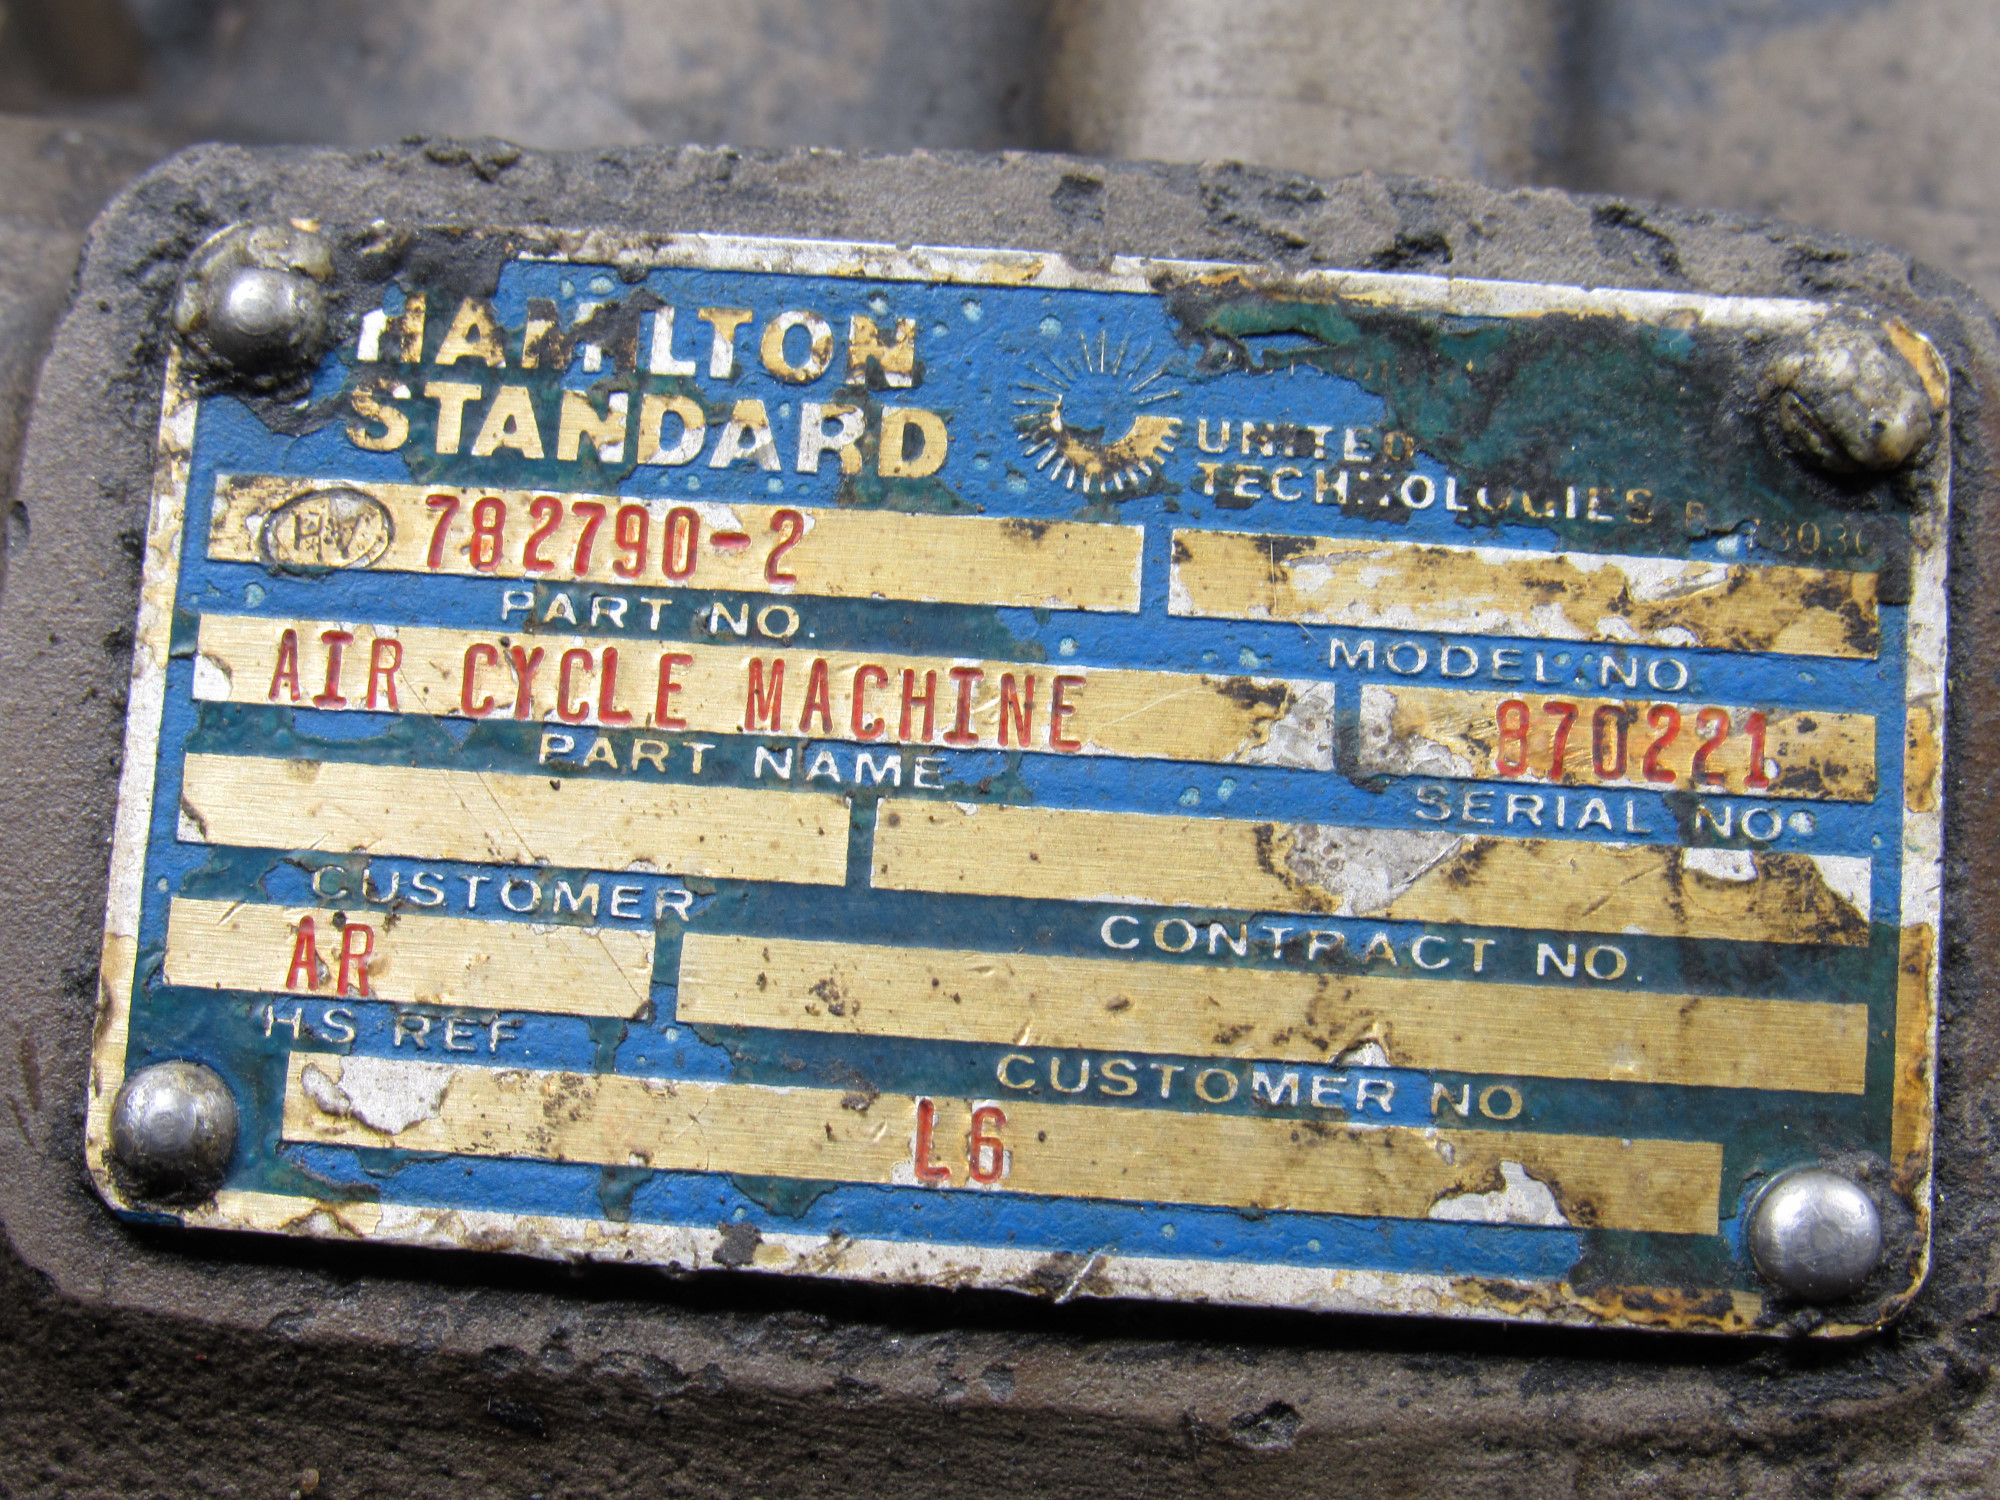 HAMILTON
STANDARD
UNITED
TECHNOLOGIES
782790-2
PART NO.
MODEL NO
AIR CYCLE MACHINE
870221
PART NAME
SERIAL NO
CUSTOMER
CONTRACT NO.
AR
HS REF
CUSTOMER NO
L6